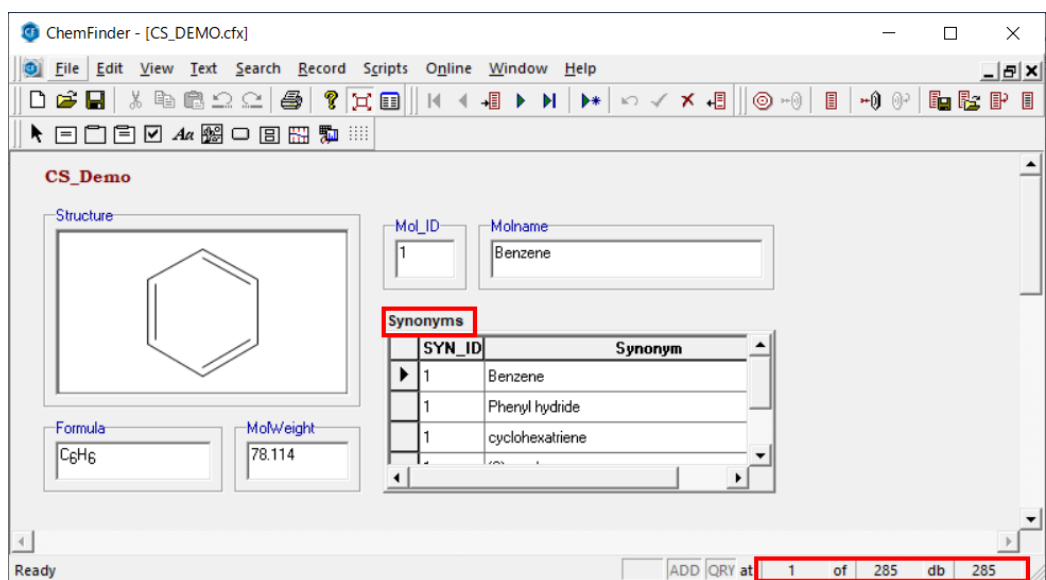 ChemFinder - [CS_DEMO.cfx]
File Edit View Text Search Record Scripts Online Window Help
Aa
CS_Demo
Structure
Mol_ID
1
Molname
Benzene
Synonyms
SYN_ID Synonym
1 Benzene
1 Phenyl hydride
1 cyclohexatriene
Formula
C6H6
MolWeight
78.114
Ready ADD QRY at 1 of 285 db 285